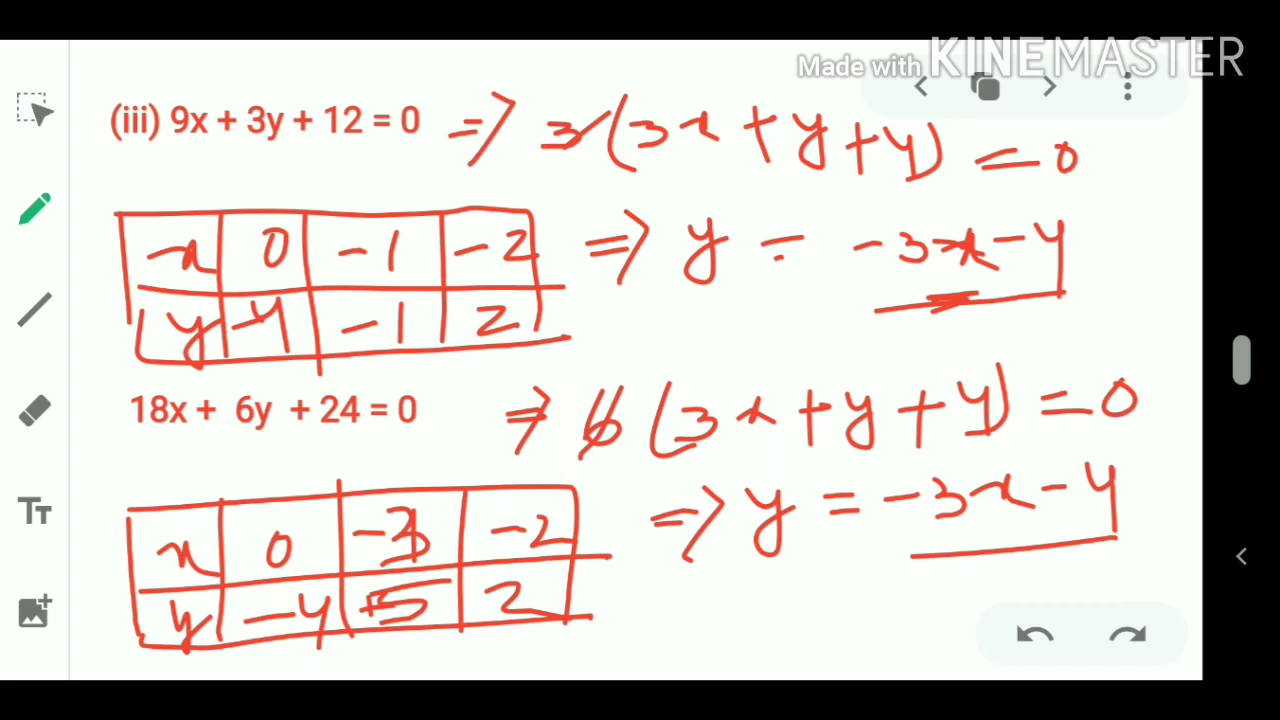 Made with KINEMASTER
(iii) 9x + 3y + 12 = 0 => 3(3x + y + 4) = 0
x 0 -1 -2
y -4 -1 2
=> y = -3x - 4
18x + 6y + 24 = 0 => 6(3x + y + 4) = 0
x 0 -3 -2
y -4 +5 2
=> y = -3x - 4
TT